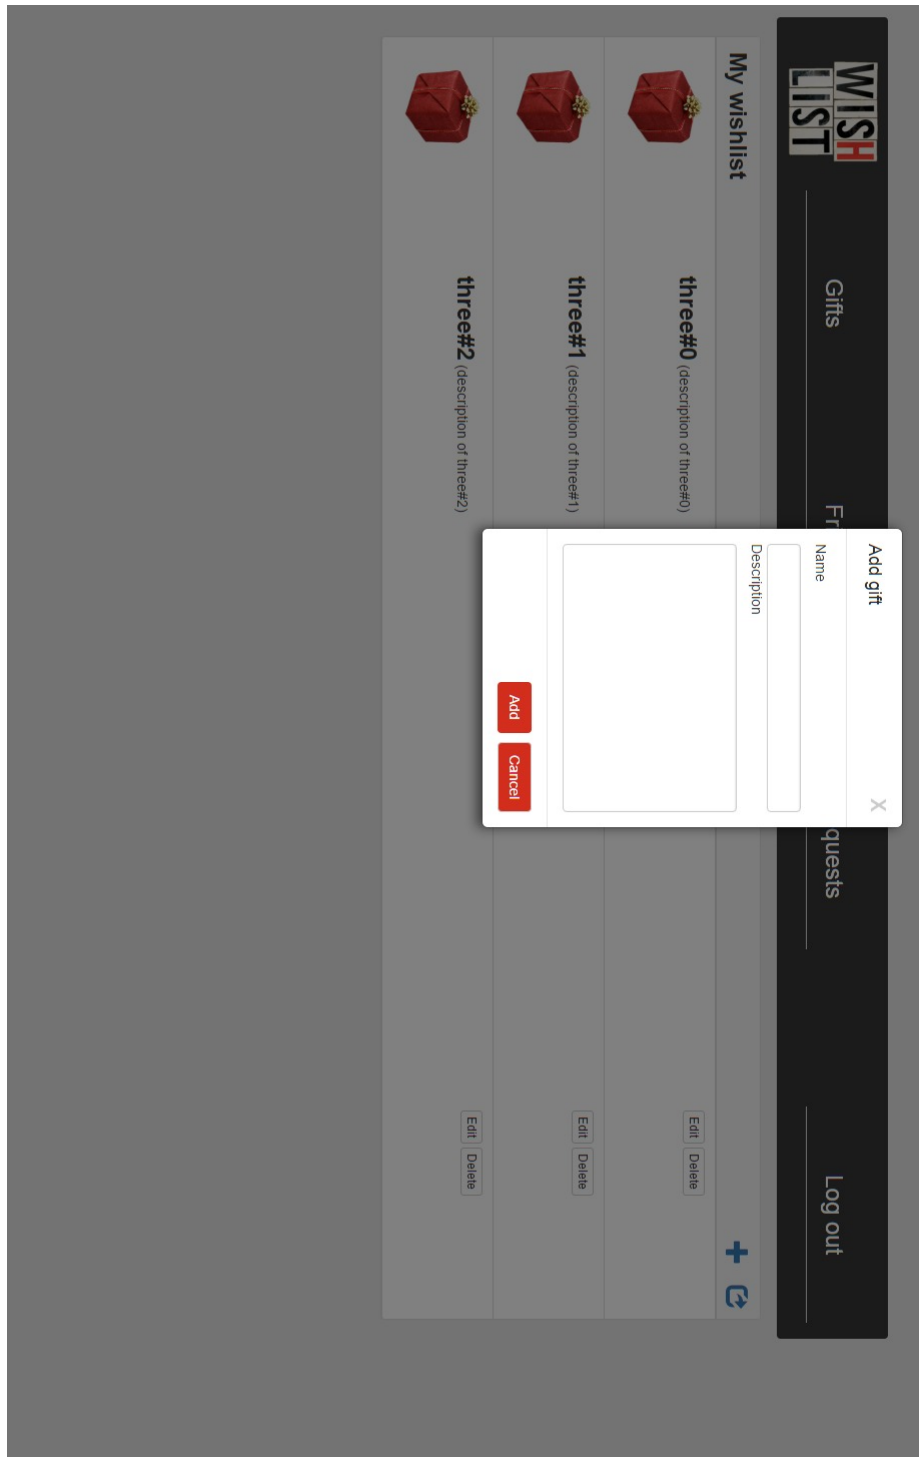 WISH
LIST
Gifts
Fr
quests
Log out
My wishlist
three#0 (description of three#0)
Edit
Delete
three#1 (description of three#1)
Edit
Delete
three#2 (description of three#2)
Edit
Delete
Add gift
X
Name
Description
Add
Cancel